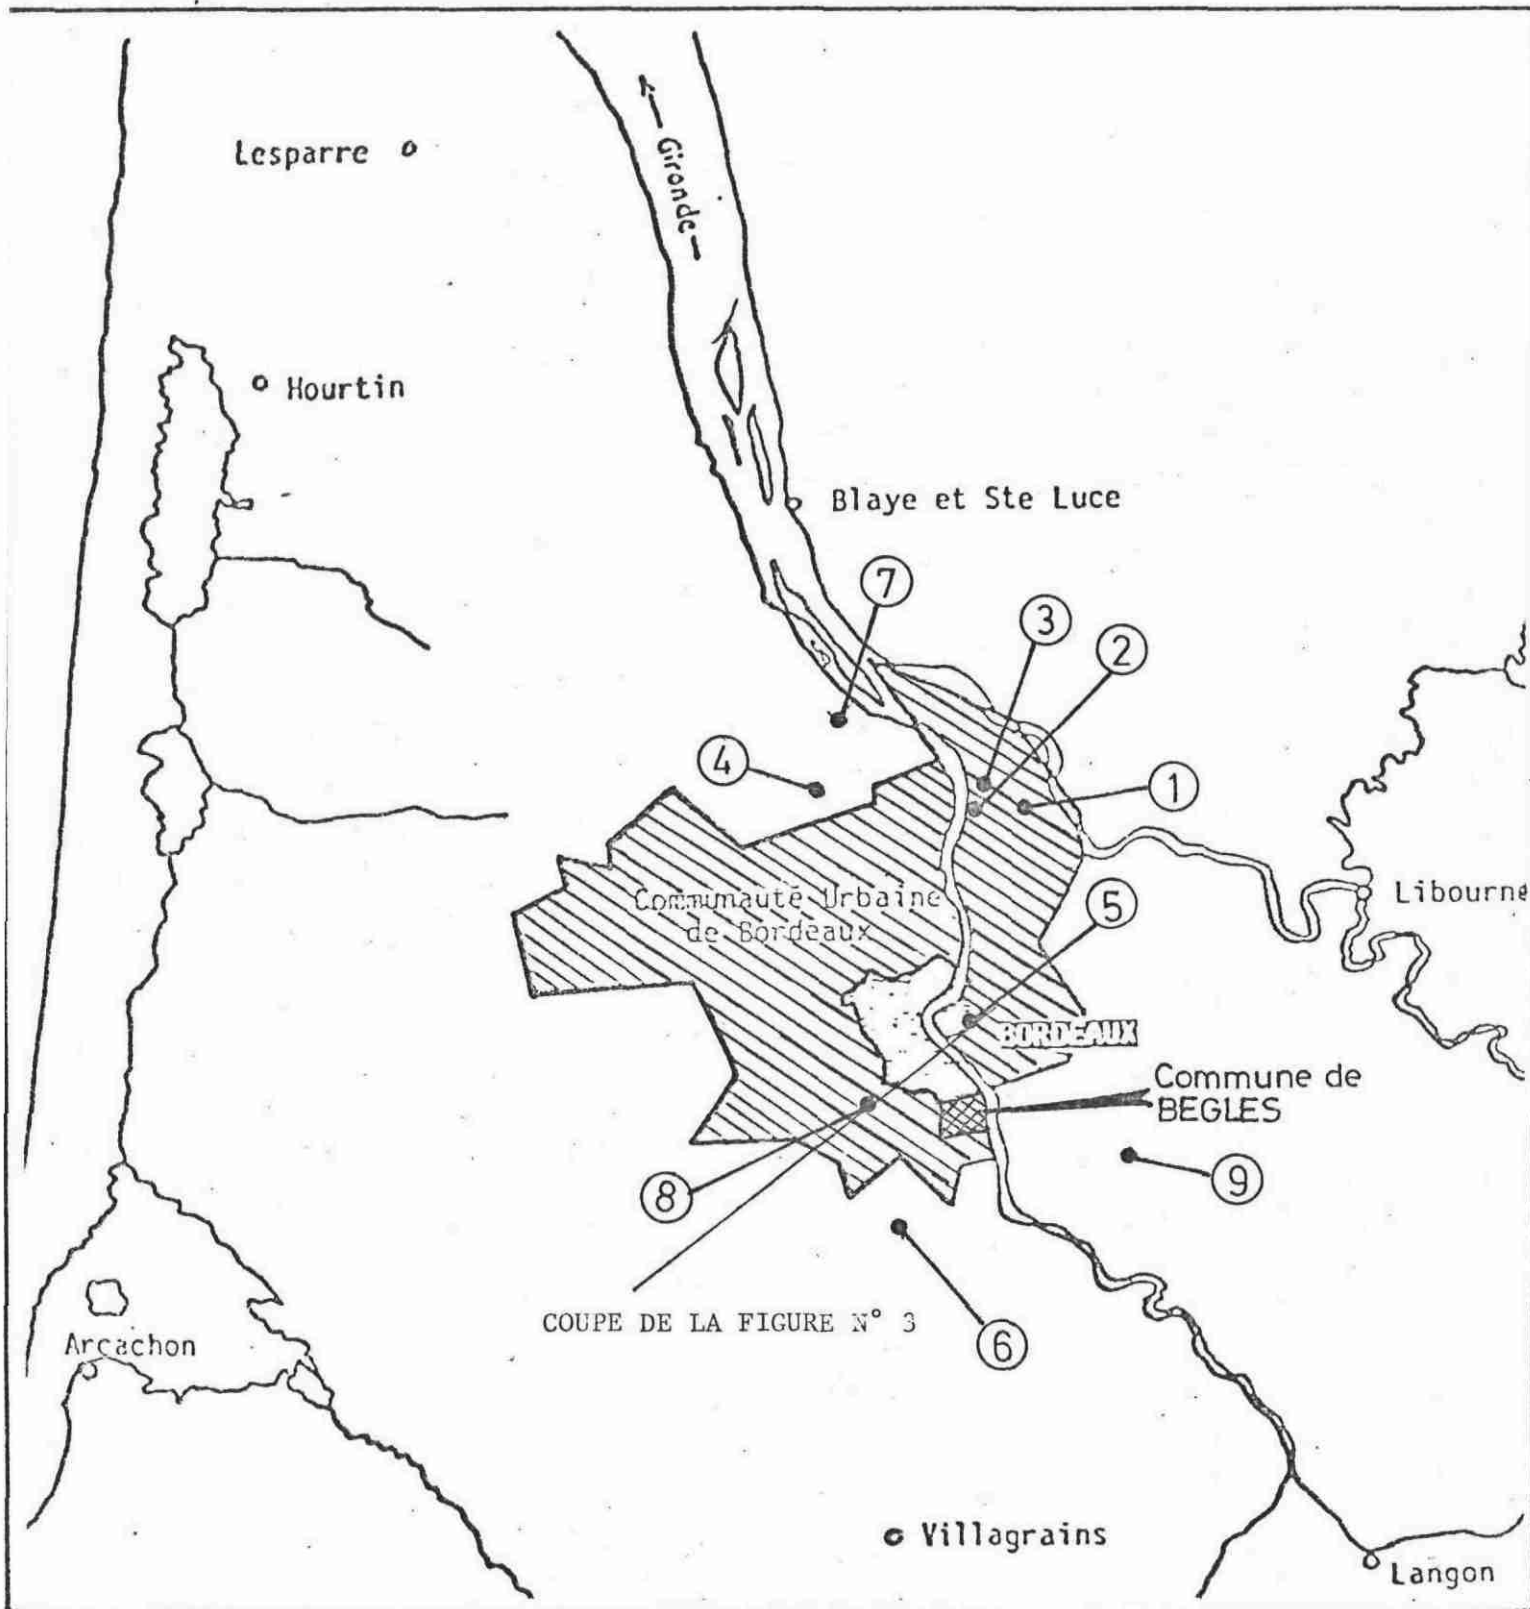 Lesparre
Gironde
Hourtin
Blaye et Ste Luce
7
3
2
4
1
Communauté Urbaine
de Bordeaux
5
Libourne
BORDEAUX
Commune de
BEGLES
8
9
COUPE DE LA FIGURE N° 3
6
Arcachon
Villagrains
Langon